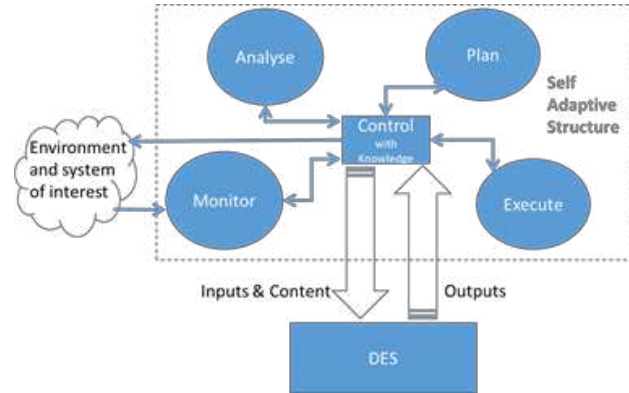 Analyse
Plan
Self
Adaptive
Structure
Control
with
Knowledge
Environment
and system
of interest
Monitor
Execute
Inputs & Content
Outputs
DES